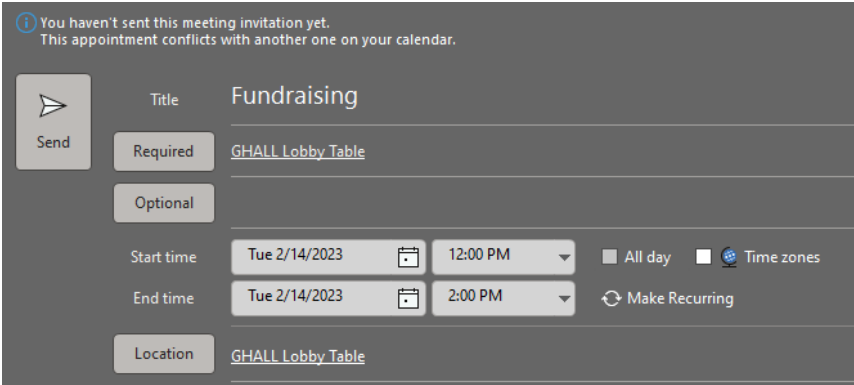 You haven't sent this meeting invitation yet.
This appointment conflicts with another one on your calendar.
Send
Title Fundraising
Required GHALL Lobby Table
Optional
Start time Tue 2/14/2023 12:00 PM All day Time zones
End time Tue 2/14/2023 2:00 PM Make Recurring
Location GHALL Lobby Table